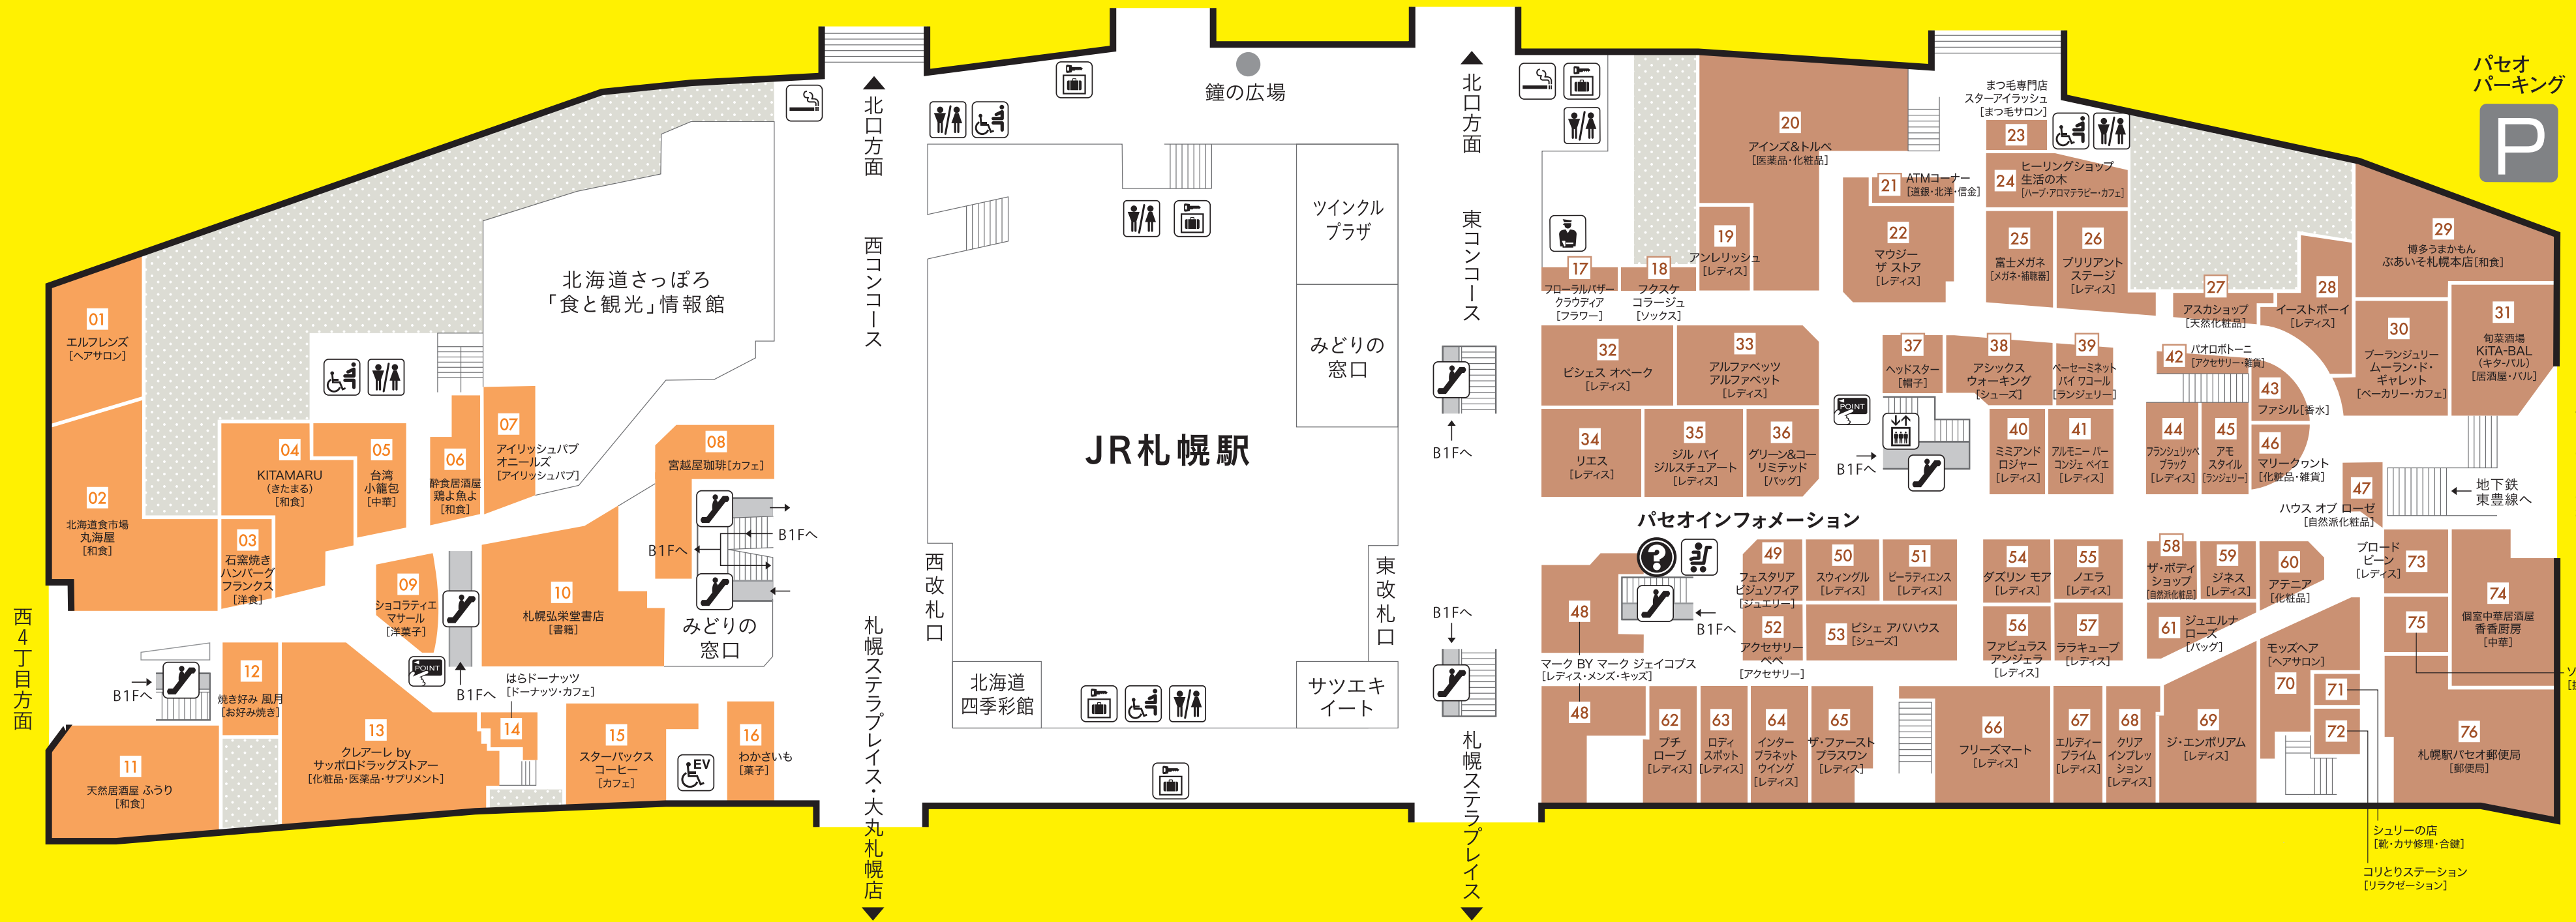 パセオ
パーキング
P
北口方面
西コンコース
札幌ステラプレイス・大丸札幌店
鐘の広場
北口方面
東コンコース
札幌ステラプレイス
ツインクル
プラザ
みどりの
窓口
JR札幌駅
西改札口
東改札口
北海道
四季彩館
サツエキ
イート
北海道さっぽろ
「食と観光」情報館
西4丁目方面
01
エルフレンズ
[ヘアサロン]
02
北海道食市場
丸海屋
[和食]
03
石窯焼き
ハンバーグ
フランクス
[洋食]
04
KITAMARU
(きたまる)
[和食]
05
台湾
小籠包
[中華]
06
酔食居酒屋
鶏よ魚よ
[和食]
07
アイリッシュパブ
オニールズ
[アイリッシュパブ]
08
宮越屋珈琲[カフェ]
B1Fへ
B1Fへ
みどりの
窓口
09
ショコラティエ
マサール
[洋菓子]
10
札幌弘栄堂書店
[書籍]
POINT
B1Fへ
B1Fへ
11
天然居酒屋 ふうり
[和食]
12
焼き好み 風月
[お好み焼き]
13
クレアーレ by
サッポロドラッグストアー
[化粧品・医薬品・サプリメント]
はらドーナッツ
[ドーナッツ・カフェ]
14
15
スターバックス
コーヒー
[カフェ]
EV
16
わかさいも
[菓子]
B1Fへ
B1Fへ
17
フローラルバザー
クラウディア
[フラワー]
18
フクスケ
コラージュ
[ソックス]
19
アンレリッシュ
[レディス]
20
アインズ&トルペ
[医薬品・化粧品]
21
ATMコーナー
[道銀・北洋・信金]
22
マウジー
ザ ストア
[レディス]
まつ毛専門店
スターアイラッシュ
[まつ毛サロン]
23
24
ヒーリングショップ
生活の木
[ハーブ・アロマテラピー・カフェ]
25
富士メガネ
[メガネ・補聴器]
26
ブリリアント
ステージ
[レディス]
27
アスカショップ
[天然化粧品]
28
イーストボーイ
[レディス]
29
博多うまかもん
ぶあいそ札幌本店[和食]
30
ブーランジュリー
ムーラン・ド・
ギャレット
[ベーカリー・カフェ]
31
旬菜酒場
KiTA-BAL
(キタ・バル)
[居酒屋・バル]
32
ビシェス オペーク
[レディス]
33
アルファベッツ
アルファベット
[レディス]
34
リエス
[レディス]
35
ジル バイ
ジルスチュアート
[レディス]
36
グリーン&コー
リミテッド
[バッグ]
37
ヘッドスター
[帽子]
38
アシックス
ウォーキング
[シューズ]
39
ベーセーミネット
バイ ワコール
[ランジェリー]
POINT
B1Fへ
40
ミミアンド
ロジャー
[レディス]
41
アルモニー バー
コンジェ ペイエ
[レディス]
42
パオロボトーニ
[アクセサリー・雑貨]
43
ファシル[香水]
44
フランシュリッペ
ブラック
[レディス]
45
アモ
スタイル
[ランジェリー]
46
マリークヮント
[化粧品・雑貨]
47
ハウス オブ ローゼ
[自然派化粧品]
地下鉄
東豊線へ
パセオインフォメーション
?
B1Fへ
48
マーク BY マーク ジェイコブス
[レディス・メンズ・キッズ]
48
49
フェスタリア
ビジュソフィア
[ジュエリー]
50
スウィングル
[レディス]
51
ビーラディエンス
[レディス]
52
アクセサリー
べべ
[アクセサリー]
53
ビシェ アバハウス
[シューズ]
54
ダズリン モア
[レディス]
55
ノエラ
[レディス]
56
ファビュラス
アンジェラ
[レディス]
57
ララキューブ
[レディス]
58
ザ・ボディ
ショップ
[自然派化粧品]
59
ジネス
[レディス]
60
アテニア
[化粧品]
61
ジュエルナ
ローズ
[バッグ]
62
プチ
ローブ
[レディス]
63
ロディ
スポット
[レディス]
64
インター
プラネット
ウイング
[レディス]
65
ザ・ファースト
プラスワン
[レディス]
66
フリーズマート
[レディス]
67
エルディー
プライム
[レディス]
68
クリア
インプレッ
ション
[レディス]
69
ジ・エンポリアム
[レディス]
モッズヘア
[ヘアサロン]
70
71
72
ブロード
ビーン
[レディス]
73
74
個室中華居酒屋
香香厨房
[中華]
75
76
札幌駅パセオ郵便局
[郵便局]
シュリーの店
[靴・カサ修理・合鍵]
コリとりステーション
[リラクゼーション]